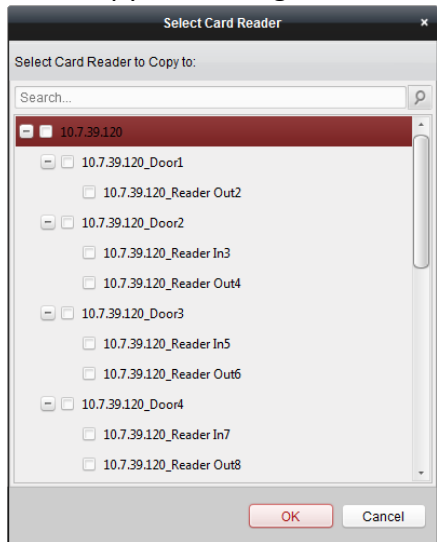 Select Card Reader
Select Card Reader to Copy to:
Search...
10.7.39.120
10.7.39.120_Door1
10.7.39.120_Reader Out2
10.7.39.120_Door2
10.7.39.120_Reader In3
10.7.39.120_Reader Out4
10.7.39.120_Door3
10.7.39.120_Reader In5
10.7.39.120_Reader Out6
10.7.39.120_Door4
10.7.39.120_Reader In7
10.7.39.120_Reader Out8
OK Cancel